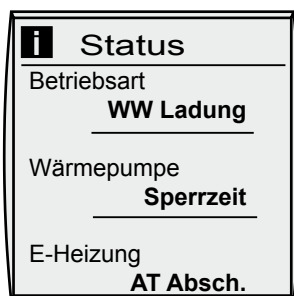 i Status
Betriebsart
WW Ladung
Wärmepumpe
Sperrzeit
E-Heizung
AT Absch.